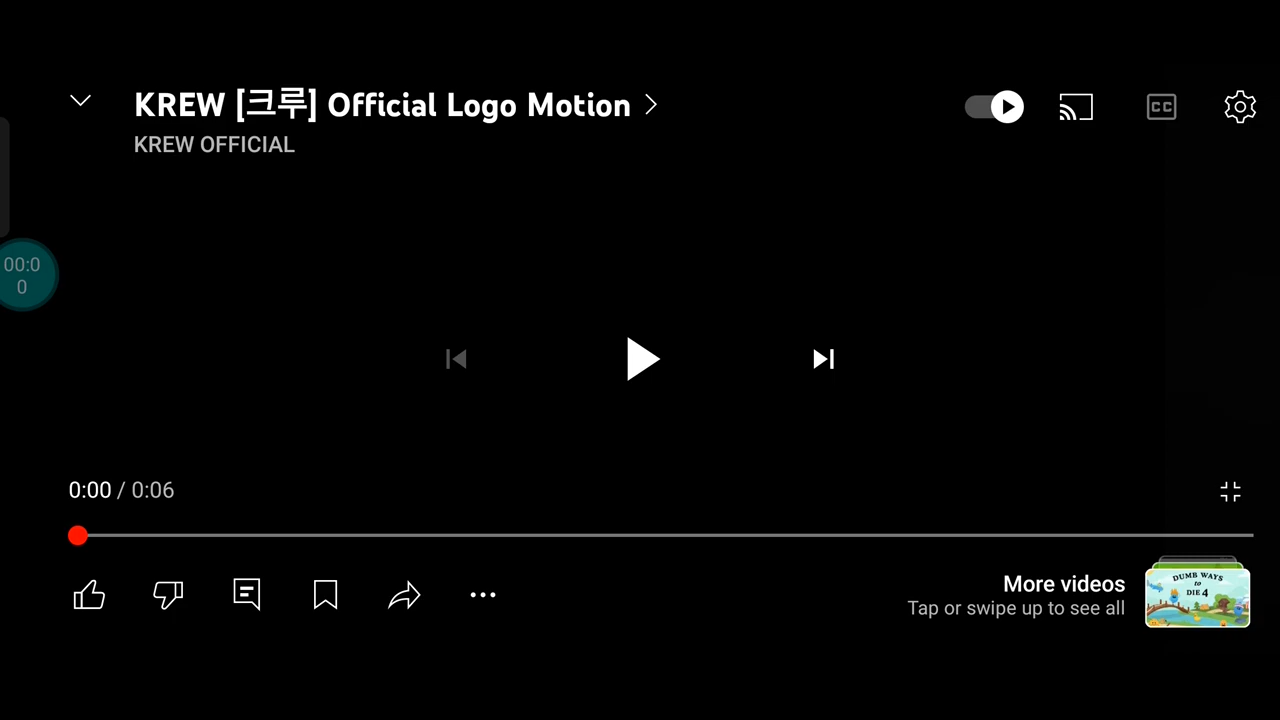 KREW [크루] Official Logo Motion
KREW OFFICIAL
CC
00:0
0
0:00 / 0:06
More videos
Tap or swipe up to see all
DUMB WAYS
to
DIE 4